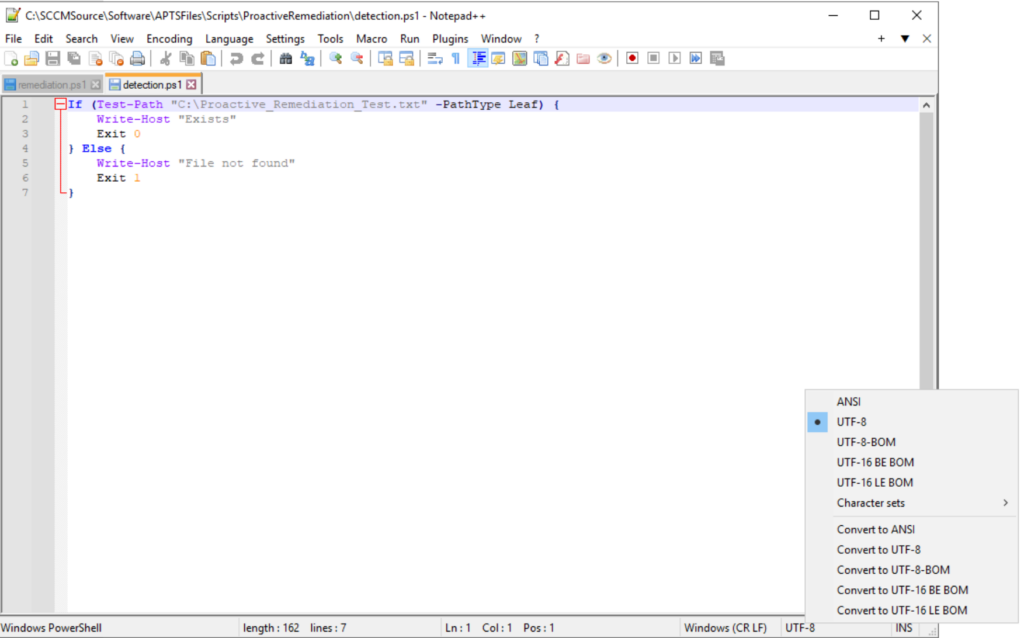 C:\SCCMSource\Software\APTSFiles\Scripts\ProactiveRemediation\detection.ps1 - Notepad++
File Edit Search View Encoding Language Settings Tools Macro Run Plugins Window ?
remediation.ps1 detection.ps1
1 If (Test-Path "C:\Proactive_Remediation_Test.txt" -PathType Leaf) {
2 Write-Host "Exists"
3 Exit 0
4 } Else {
5 Write-Host "File not found"
6 Exit 1
7 }
ANSI
UTF-8
UTF-8-BOM
UTF-16 BE BOM
UTF-16 LE BOM
Character sets
Convert to ANSI
Convert to UTF-8
Convert to UTF-8-BOM
Convert to UTF-16 BE BOM
Convert to UTF-16 LE BOM
Windows PowerShell length : 162 lines : 7 Ln : 1 Col : 1 Pos : 1 Windows (CR LF) UTF-8 INS